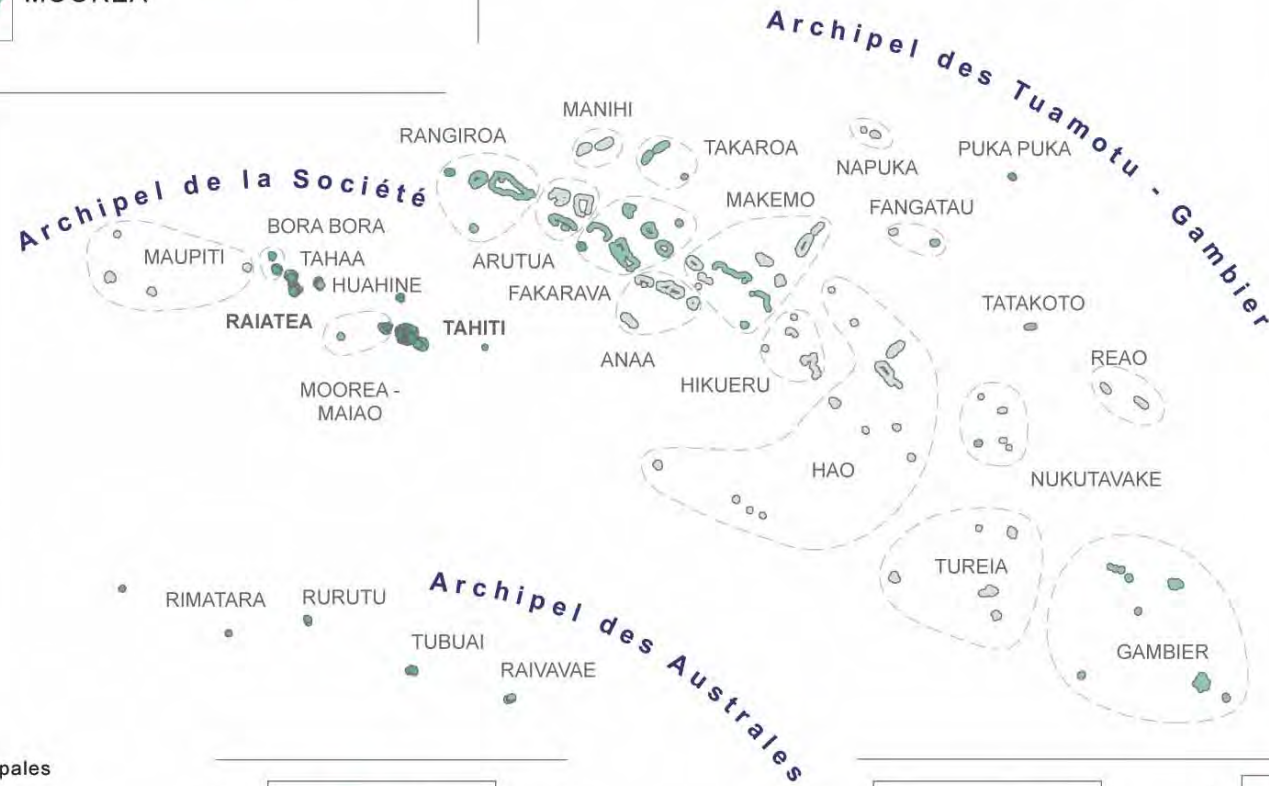 MOOREA
Archipel des Tuamotu - Gambier
MANIHI
RANGIROA
TAKAROA
NAPUKA
PUKA PUKA
Archipel de la Société
MAKEMO
FANGATAU
BORA BORA
MAUPITI
TAHAA
ARUTUA
HUAHINE
FAKARAVA
TATAKOTO
RAIATEA
TAHITI
ANAA
REAO
HIKUERU
MOOREA -
MAIAO
HAO
NUKUTAVAKE
TUREIA
Archipel des Australes
RIMATARA
RURUTU
TUBUAI
GAMBIER
RAIVAVAE
pales